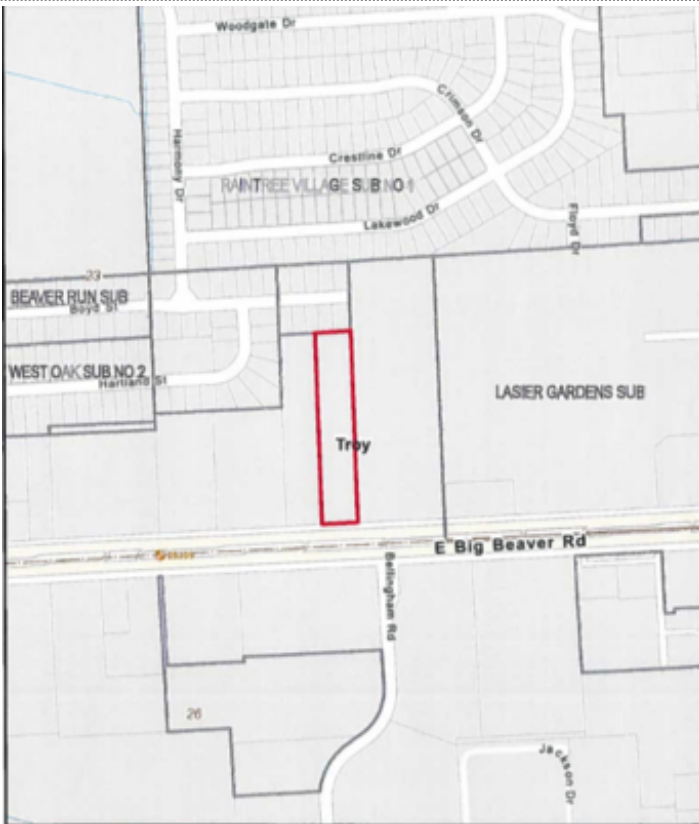 Woodgate Dr
Crimson Dr
Harmony Dr
Crestline Dr
RAINTREE VILLAGE SUB NO 1
Lakewood Dr
Floyd Dr
23
BEAVER RUN SUB
Boyd St
WEST OAK SUB NO 2
Hartland St
LASIER GARDENS SUB
Troy
E Big Beaver Rd
Bellingham Rd
26
Jackson Dr